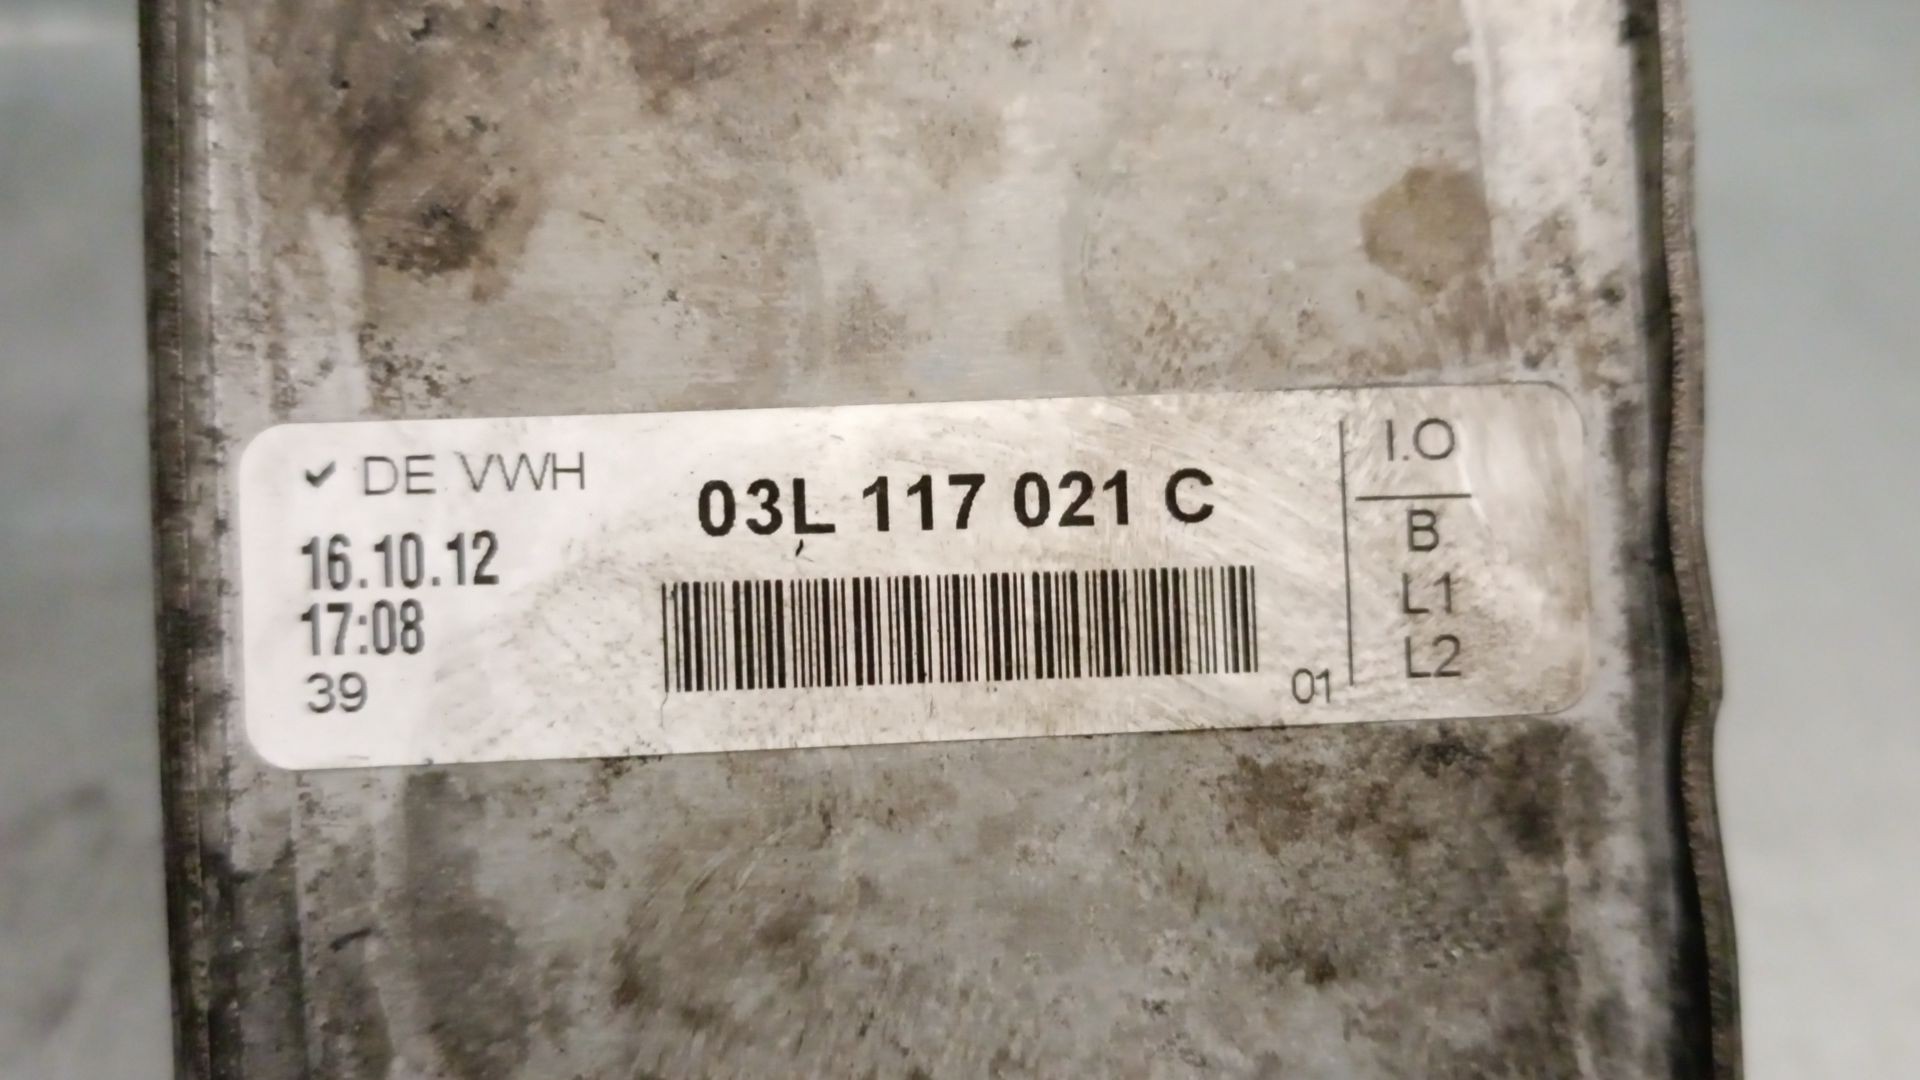 ✓ DE VWH
16.10.12
17:08
39
03L 117 021 C
01
I.O
B
L1
L2